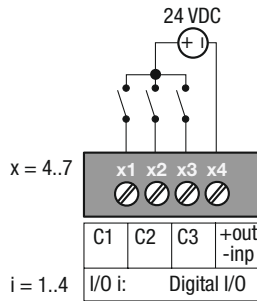 24 VDC
+ I
x = 4..7
x1 x2 x3 x4
C1 C2 C3 +out
-inp
i = 1..4 I/O i: Digital I/O